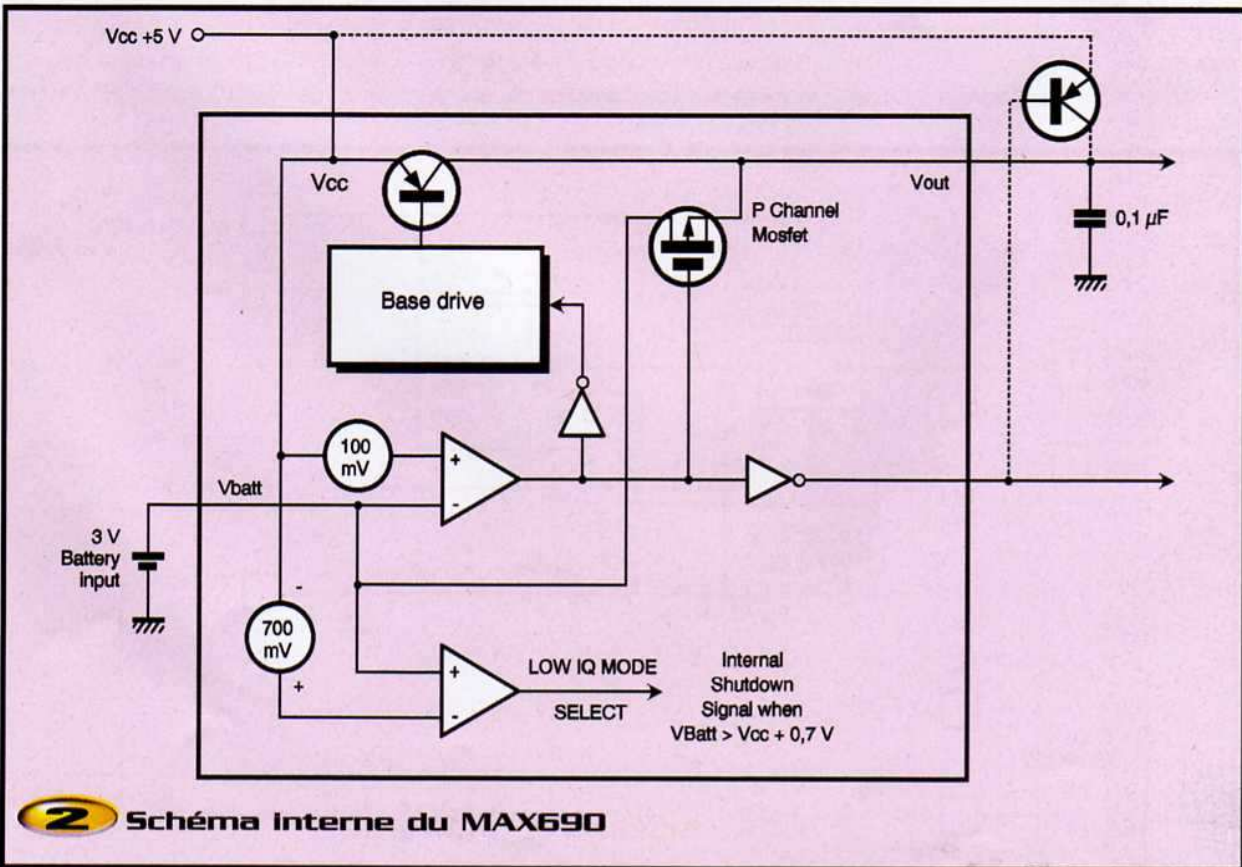 Vcc +5 V
Vcc
Vout
P Channel
Mosfet
0,1 µF
Base drive
100
mV
+
-
Vbatt
3 V
Battery
input
-
700
mV
+
+
-
LOW IQ MODE
SELECT
Internal
Shutdown
Signal when
VBatt > Vcc + 0,7 V
2 Schéma interne du MAX690